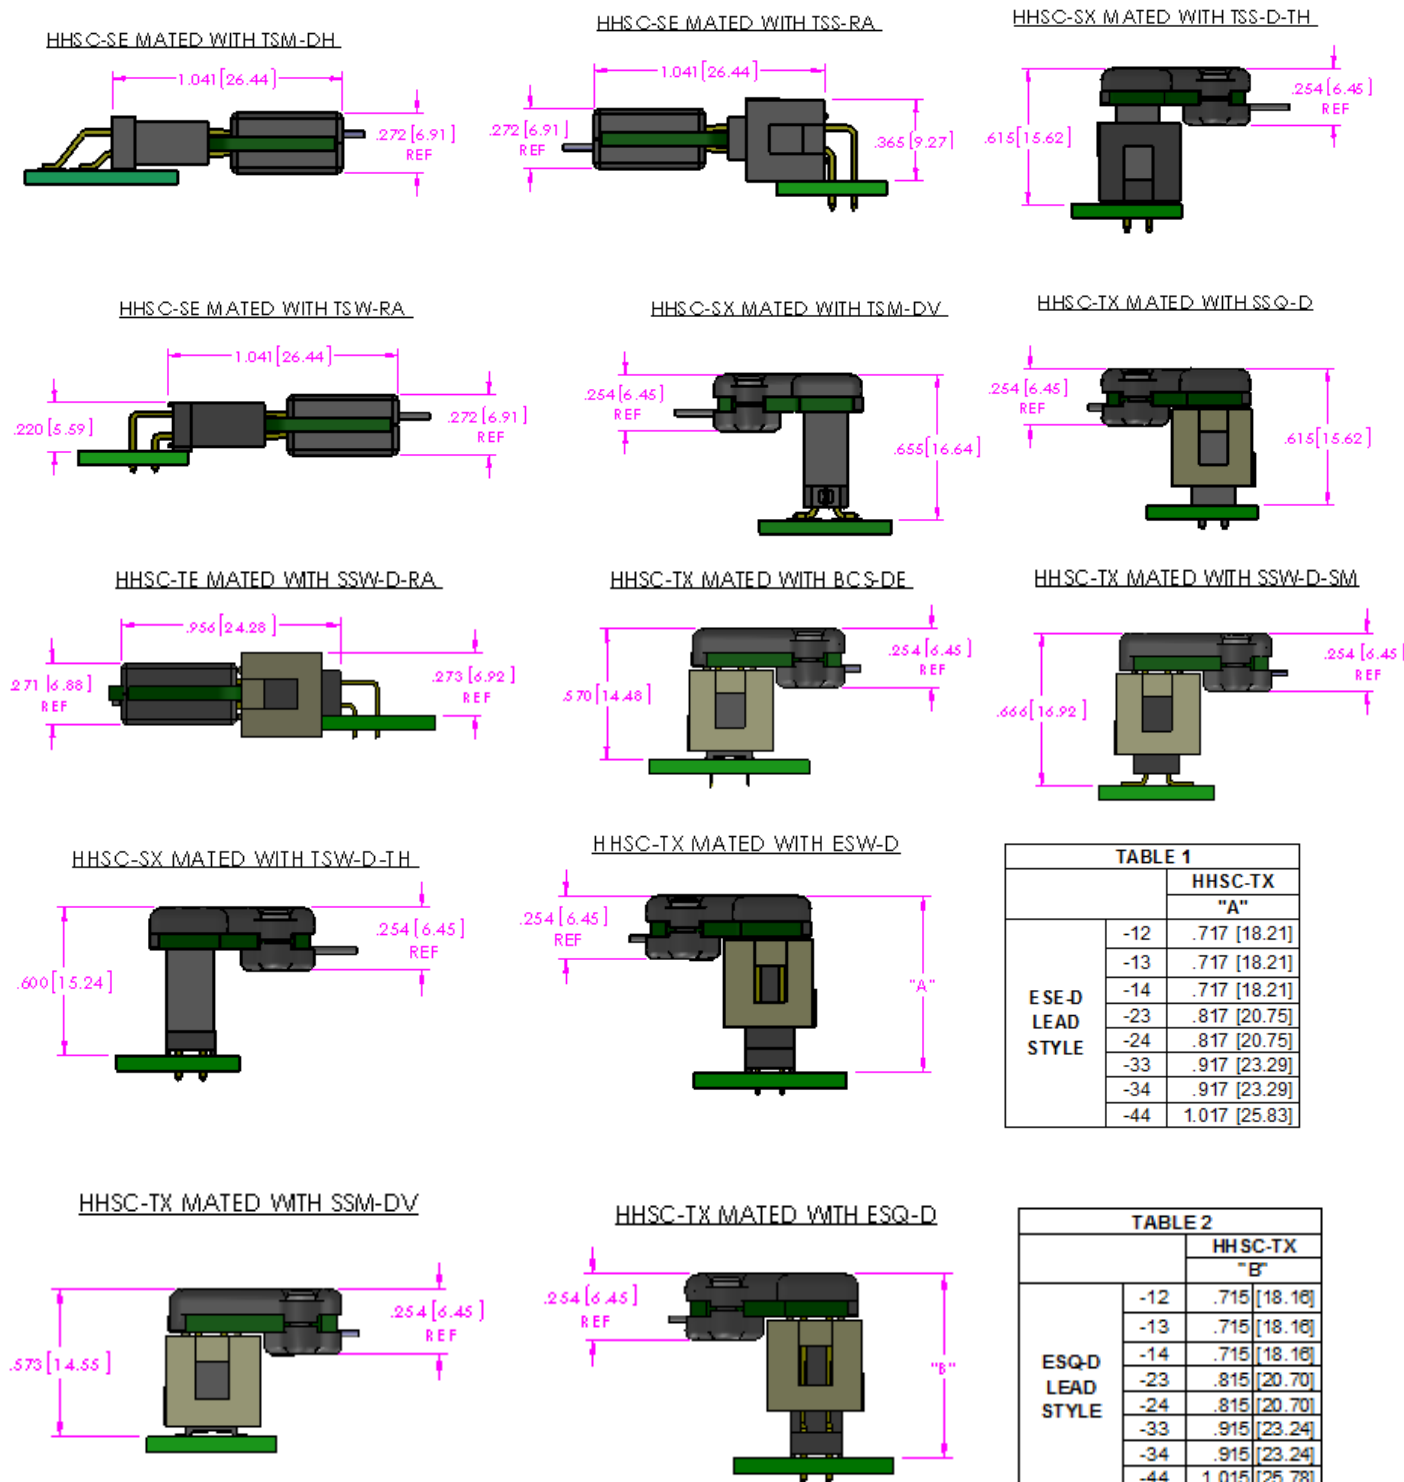 HHSC-SE MATED WITH TSM-DH
1.041[26.44]
.272[6.91]
REF
HHSC-SE MATED WITH TSS-RA
1.041[26.44]
.272[6.91]
REF
.365[9.27]
HHSC-SX MATED WITH TSS-D-TH
.254[6.45]
REF
.615[15.62]
HHSC-SE MATED WITH TSW-RA
1.041[26.44]
.220[5.59]
.272[6.91]
REF
HHSC-SX MATED WITH TSM-DV
.254[6.45]
REF
.655[16.64]
HHSC-TX MATED WITH SSQ-D
.254[6.45]
REF
.615[15.62]
HHSC-TE MATED WITH SSW-D-RA
.956[24.28]
.271[6.88]
REF
.273[6.92]
REF
HHSC-TX MATED WITH BCS-DE
.254[6.45]
REF
.570[14.48]
HHSC-TX MATED WITH SSW-D-SM
.254[6.45]
REF
.666[16.92]
HHSC-SX MATED WITH TSW-D-TH
.254[6.45]
REF
.600[15.24]
HHSC-TX MATED WITH ESW-D
.254[6.45]
REF
"A"
TABLE 1
HHSC-TX
"A"
ESE-D
LEAD
STYLE
-12 .717 [18.21]
-13 .717 [18.21]
-14 .717 [18.21]
-23 .817 [20.75]
-24 .817 [20.75]
-33 .917 [23.29]
-34 .917 [23.29]
-44 1.017 [25.83]
HHSC-TX MATED WITH SSM-DV
.254[6.45]
REF
.573[14.55]
HHSC-TX MATED WITH ESQ-D
.254[6.45]
REF
"B"
TABLE 2
HHSC-TX
"B"
ESQ-D
LEAD
STYLE
-12 .715 [18.16]
-13 .715 [18.16]
-14 .715 [18.16]
-23 .815 [20.70]
-24 .815 [20.70]
-33 .915 [23.24]
-34 .915 [23.24]
-44 1.015 [25.78]